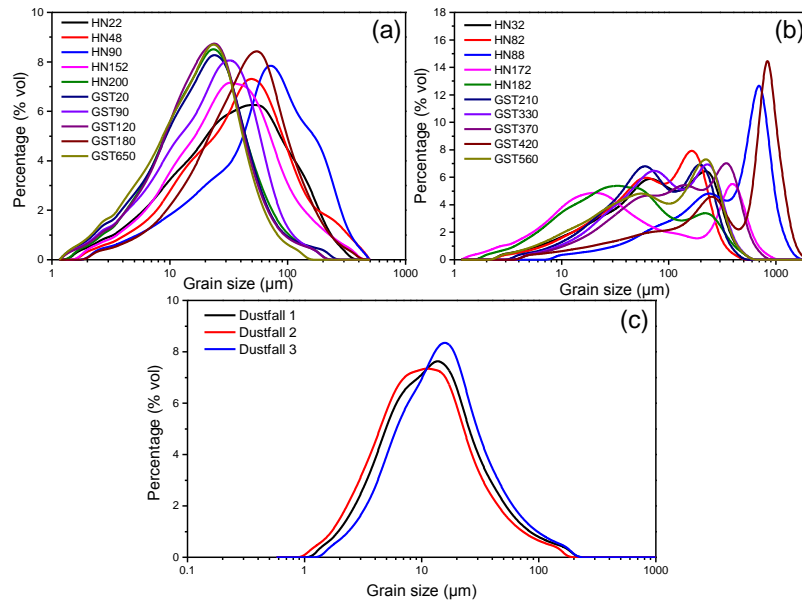 (a)
HN22
HN48
HN90
HN152
HN200
GST20
GST90
GST120
GST180
GST650
Percentage (% vol)
10
8
6
4
2
0
1
10
100
1000
Grain size (µm)
(b)
HN32
HN82
HN88
HN172
HN182
GST210
GST330
GST370
GST420
GST560
Percentage (% vol)
18
16
14
12
10
8
6
4
2
0
1
10
100
1000
Grain size (µm)
(c)
Dustfall 1
Dustfall 2
Dustfall 3
Percentage (% vol)
10
8
6
4
2
0
0.1
1
10
100
1000
Grain size (µm)